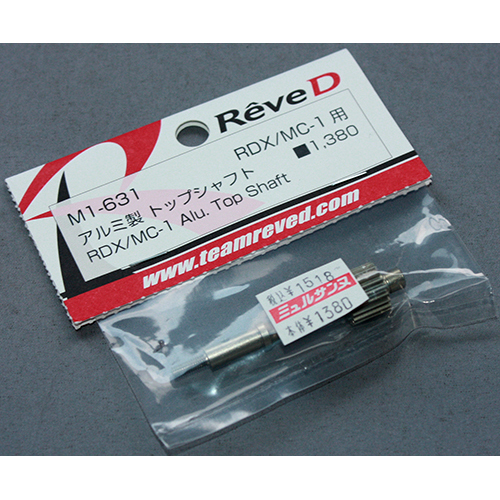 RêveD
RDX/MC-1 用
■1,380
M1-631
アルミ製 トップシャフト
RDX/MC-1 Alu. Top Shaft
www.teamreved.com
税込¥1518
ミュルサンヌ
本体¥1380